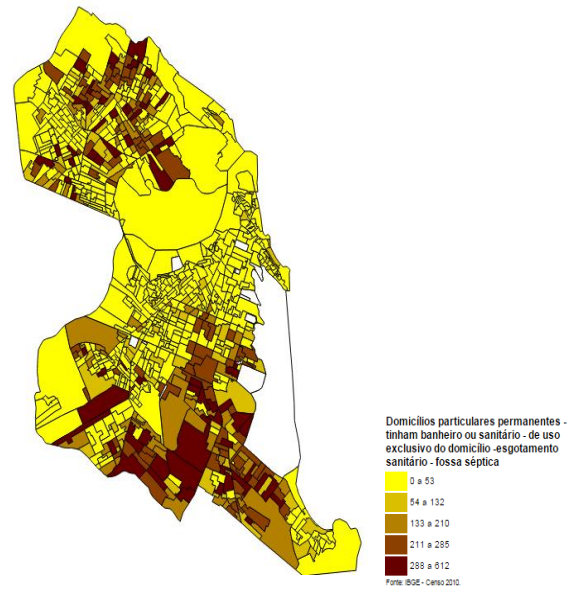 Domicílios particulares permanentes -
tinham banheiro ou sanitário - de uso
exclusivo do domicílio -esgotamento
sanitário - fossa séptica
0 a 53
54 a 132
133 a 210
211 a 285
288 a 612
Fonte: IBGE - Censo 2010.